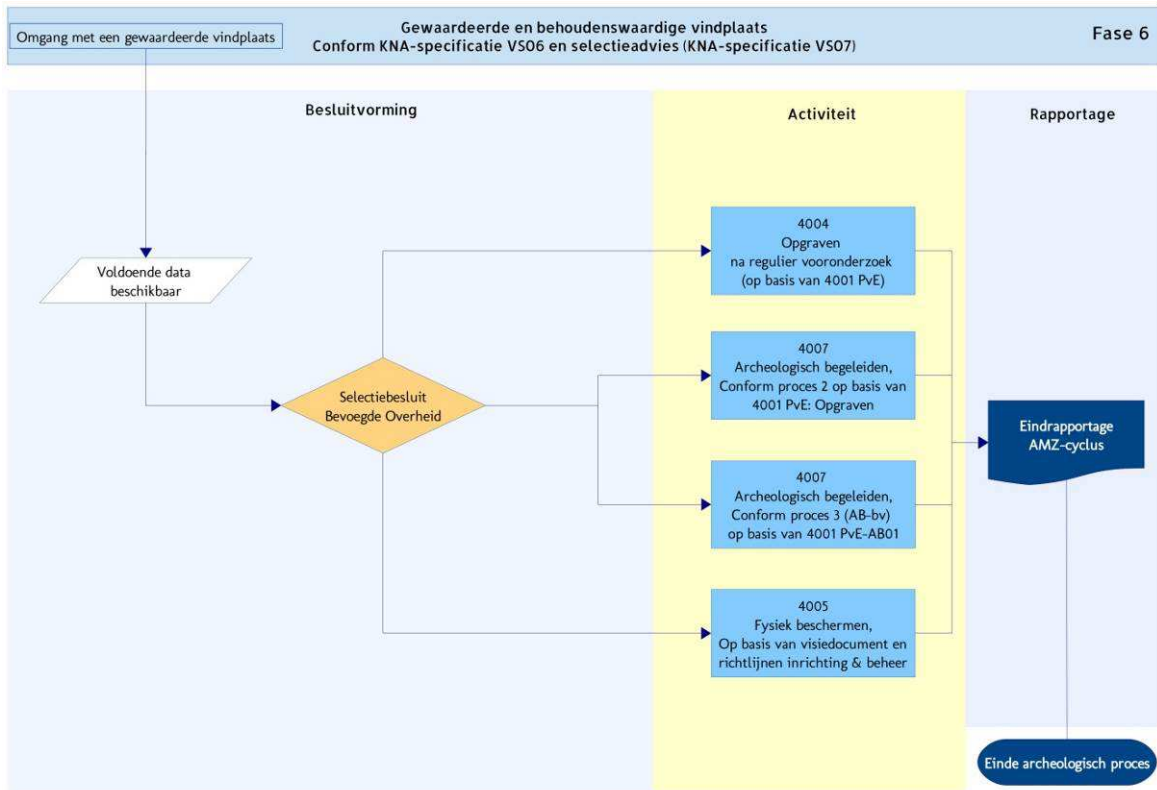 Omgang met een gewaardeerde vindplaats
Gewaardeerde en behoudenswaardige vindplaats
Conform KNA-specificatie VS06 en selectieadvies (KNA-specificatie VS07)
Fase 6
Besluitvorming
Activiteit
Rapportage
Voldoende data
beschikbaar
Selectiebesluit
Bevoegde Overheid
4004
Opgraven
na regulier vooronderzoek
(op basis van 4001 PvE)
4007
Archeologisch begeleiden,
Conform proces 2 op basis van
4001 PvE: Opgraven
4007
Archeologisch begeleiden,
Conform proces 3 (AB-bv)
op basis van 4001 PvE-AB01
4005
Fysiek beschermen,
Op basis van visiedocument en
richtlijnen inrichting & beheer
Eindrapportage
AMZ-cyclus
Einde archeologisch proces